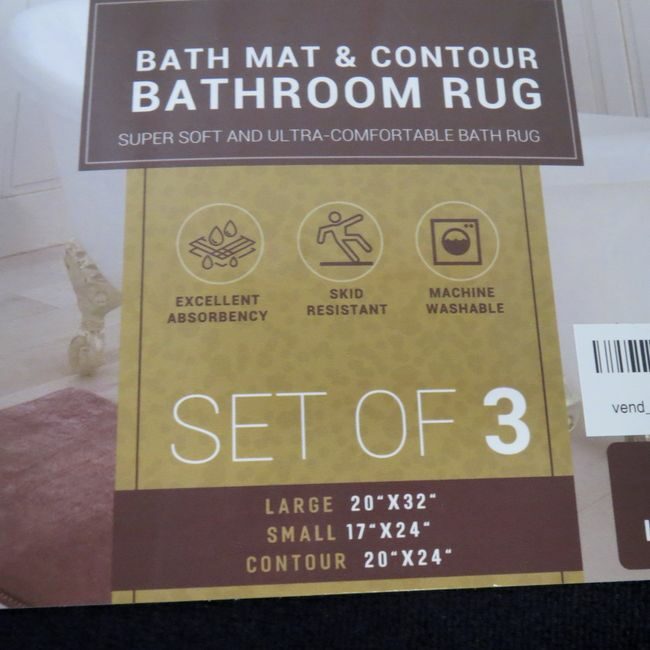 BATH MAT & CONTOUR
BATHROOM RUG
SUPER SOFT AND ULTRA-COMFORTABLE BATH RUG
EXCELLENT
ABSORBENCY
SKID
RESISTANT
MACHINE
WASHABLE
SET OF 3
LARGE 20"X32"
SMALL 17"X24"
CONTOUR 20"X24"
vend_